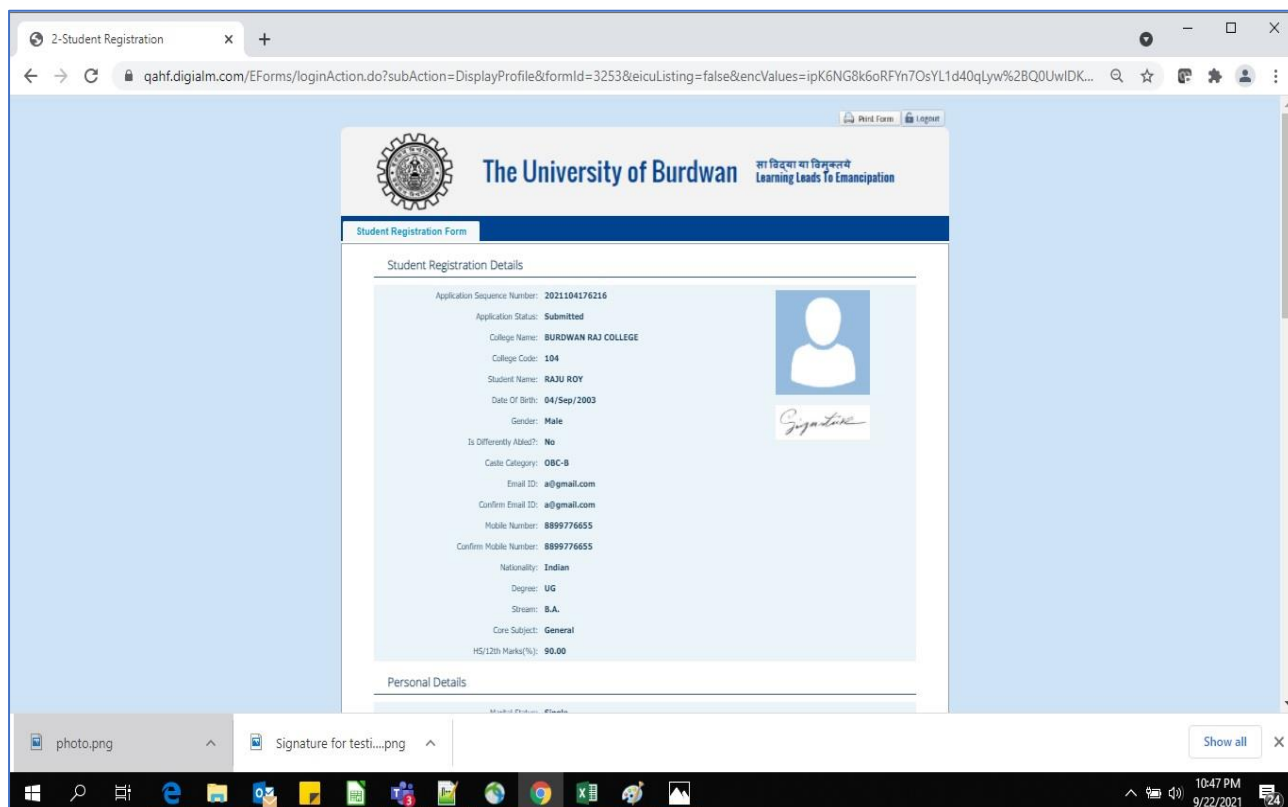 2-Student Registration
qahf.digialm.com/EForms/loginAction.do?subAction=DisplayProfile&formId=3253&eicuListing=false&encValues=ipK6NG8k6oRFYn7OsYL1d40qLyw%2BQ0UwIDK...
Print Form Logout
The University of Burdwan
सा विद्या या विमुक्तये
Learning Leads To Emancipation
Student Registration Form
Student Registration Details
Application Sequence Number: 2021104176216
Application Status: Submitted
College Name: BURDWAN RAJ COLLEGE
College Code: 104
Student Name: RAJU ROY
Date Of Birth: 04/Sep/2003
Gender: Male
Is Differently Abled?: No
Caste Category: OBC-B
Email ID: a@gmail.com
Confirm Email ID: a@gmail.com
Mobile Number: 8899776655
Confirm Mobile Number: 8899776655
Nationality: Indian
Degree: UG
Stream: B.A.
Core Subject: General
HS/12th Marks(%): 90.00
Signature
Personal Details
Marital Status: Single
photo.png
Signature for testi....png
Show all
10:47 PM
9/22/2021
24